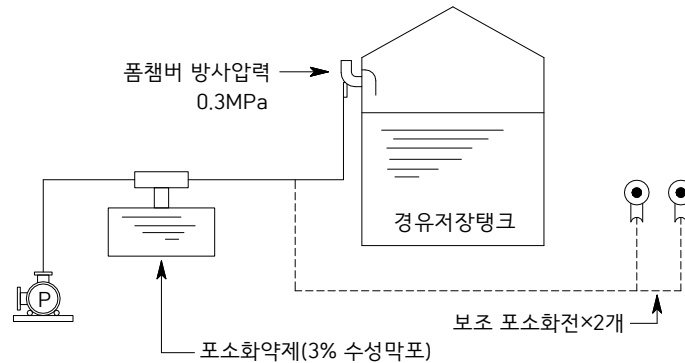 폼챔버 방사압력
0.3MPa
경유저장탱크
P
보조 포소화전×2개
포소화약제(3% 수성막포)